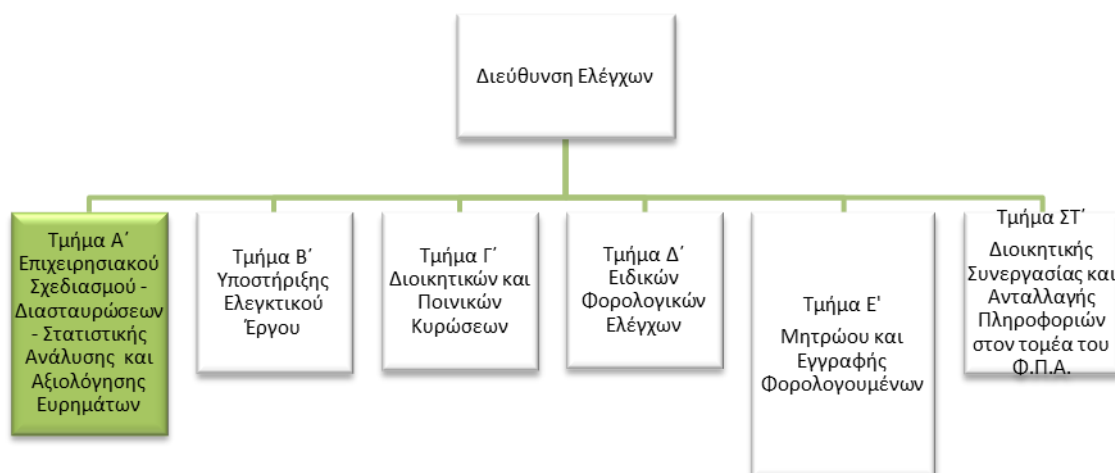 Διεύθυνση Ελέγχων
Τμήμα Α΄
Επιχειρησιακού
Σχεδιασμού -
Διασταυρώσεων
- Στατιστικής
Ανάλυσης και
Αξιολόγησης
Ευρημάτων
Τμήμα Β΄
Υποστήριξης
Ελεγκτικού
Έργου
Τμήμα Γ΄
Διοικητικών και
Ποινικών
Κυρώσεων
Τμήμα Δ΄
Ειδικών
Φορολογικών
Ελέγχων
Τμήμα Ε'
Μητρώου και
Εγγραφής
Φορολογουμένων
Τμήμα ΣΤ΄
Διοικητικής
Συνεργασίας και
Ανταλλαγής
Πληροφοριών
στον τομέα του
Φ.Π.Α.